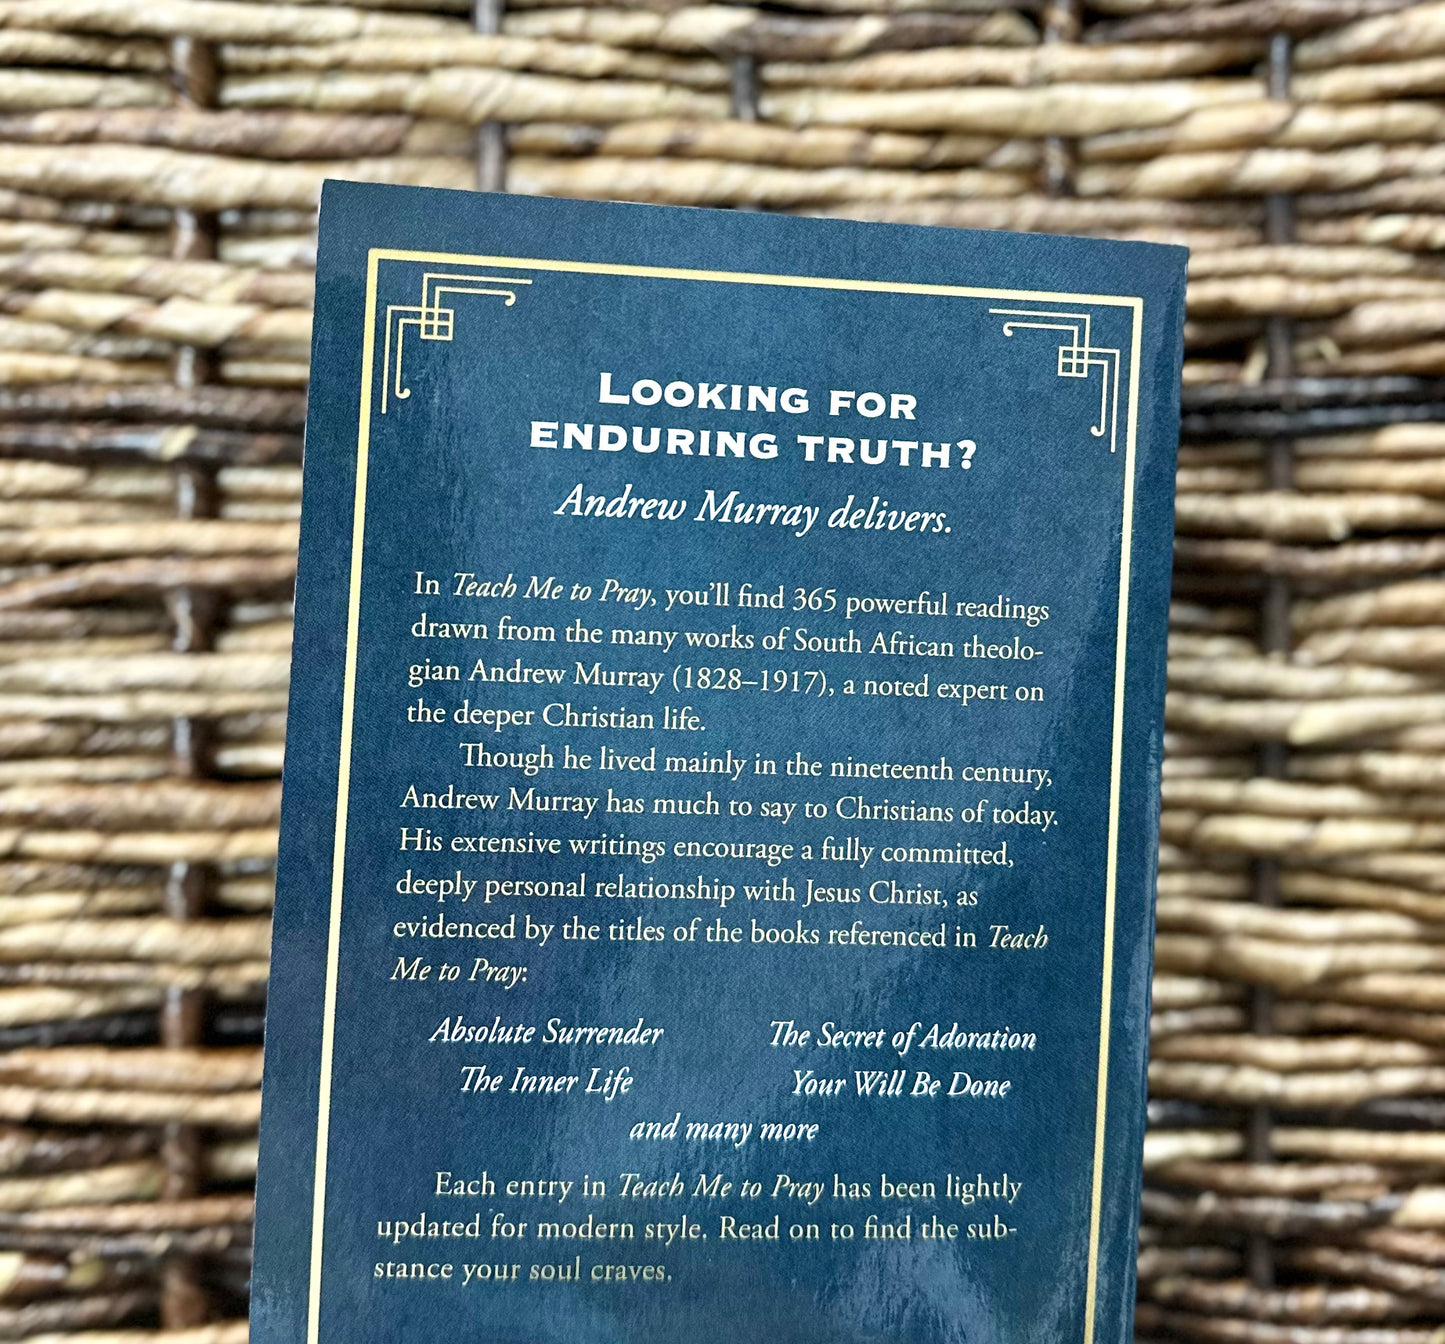 LOOKING FOR
ENDURING TRUTH?
Andrew Murray delivers.
In Teach Me to Pray, you'll find 365 powerful readings
drawn from the many works of South African theolo-
gian Andrew Murray (1828–1917), a noted expert on
the deeper Christian life.
Though he lived mainly in the nineteenth century,
Andrew Murray has much to say to Christians of today.
His extensive writings encourage a fully committed,
deeply personal relationship with Jesus Christ, as
evidenced by the titles of the books referenced in Teach
Me to Pray:
Absolute Surrender The Secret of Adoration
The Inner Life Your Will Be Done
and many more
Each entry in Teach Me to Pray has been lightly
updated for modern style. Read on to find the sub-
stance your soul craves.